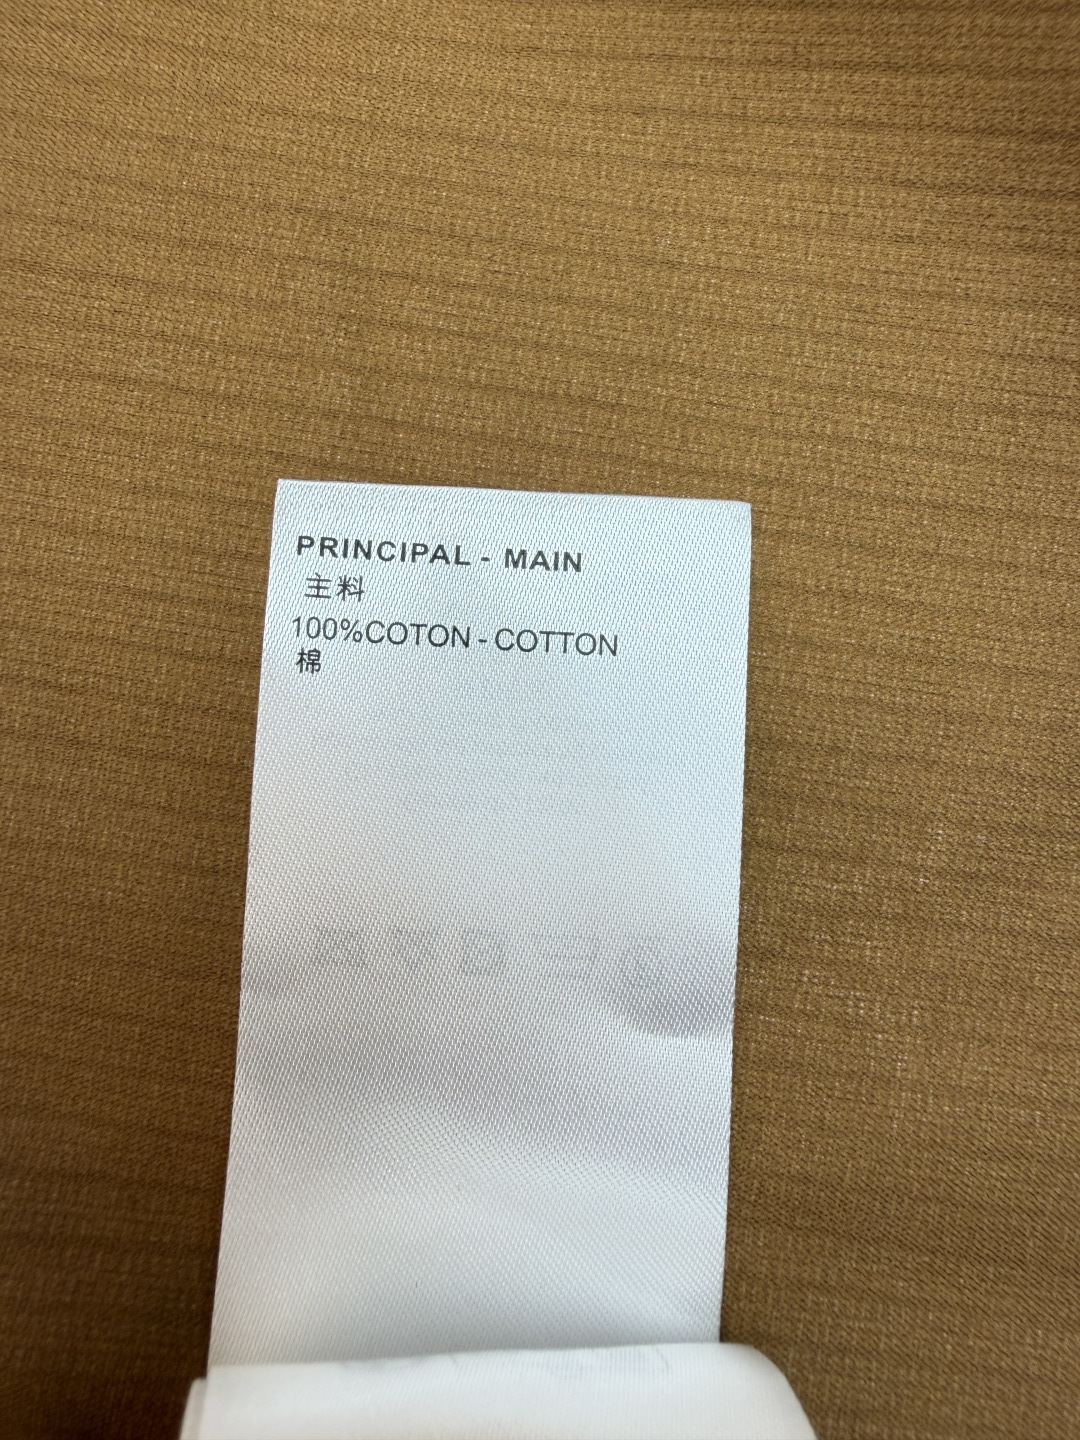 PRINCIPAL - MAIN
主料
100%COTON - COTTON
棉